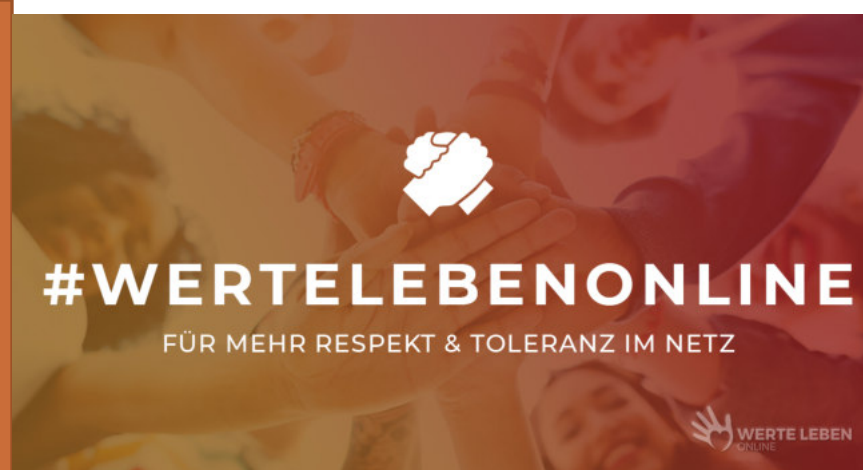 #WERTELEBENONLINE
FÜR MEHR RESPEKT & TOLERANZ IM NETZ
WERTE LEBEN
ONLINE